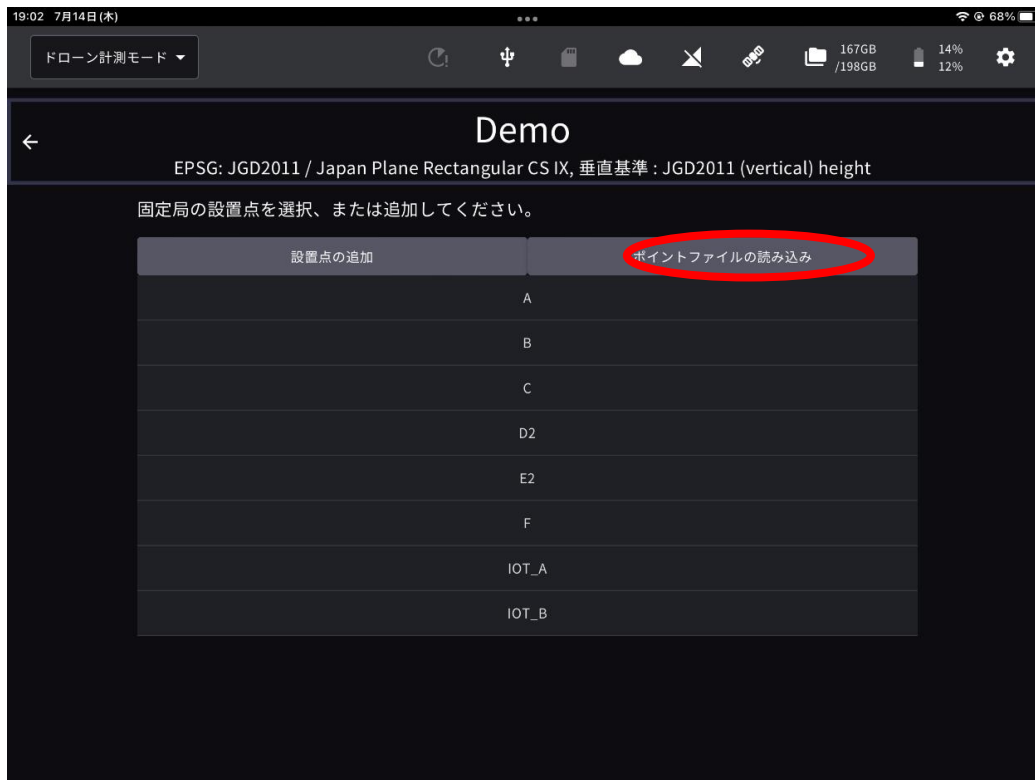 19:02 7月14日(木)
68%
ドローン計測モード
167GB
/198GB
14%
12%
Demo
EPSG: JGD2011 / Japan Plane Rectangular CS IX, 垂直基準 : JGD2011 (vertical) height
固定局の設置点を選択、または追加してください。
設置点の追加
ポイントファイルの読み込み
A
B
C
D2
E2
F
IOT_A
IOT_B